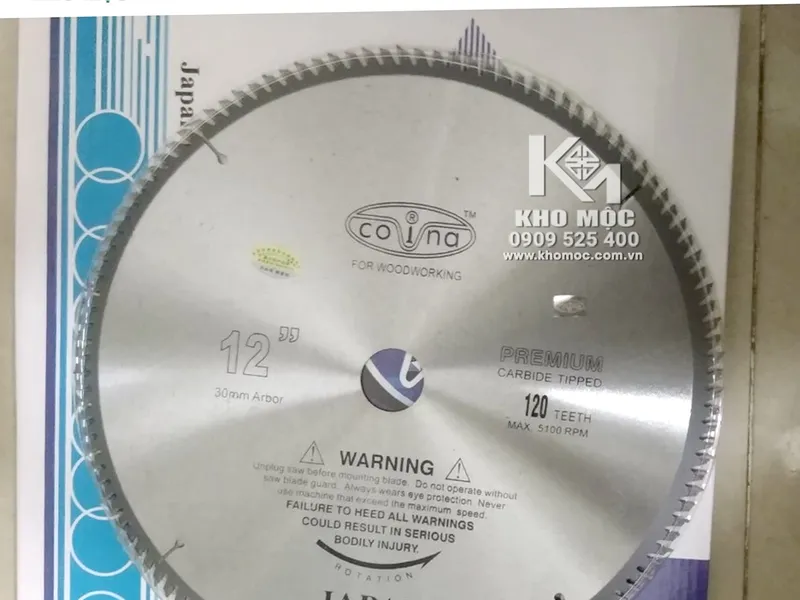 Japa
KHO MỘC
0909 525 400
www.khomoc.com.vn
coina ® ™
FOR WOODWORKING
12”
30mm Arbor
PREMIUM
CARBIDE TIPPED
120 TEETH
MAX. 5100 RPM
WARNING
Unplug saw before mounting blade. Do not operate without
saw blade guard. Always wears eye protection. Never
use machine that exceed the maximum speed.
FAILURE TO HEED ALL WARNINGS
COULD RESULT IN SERIOUS
BODILY INJURY.
ROTATION
JAPA